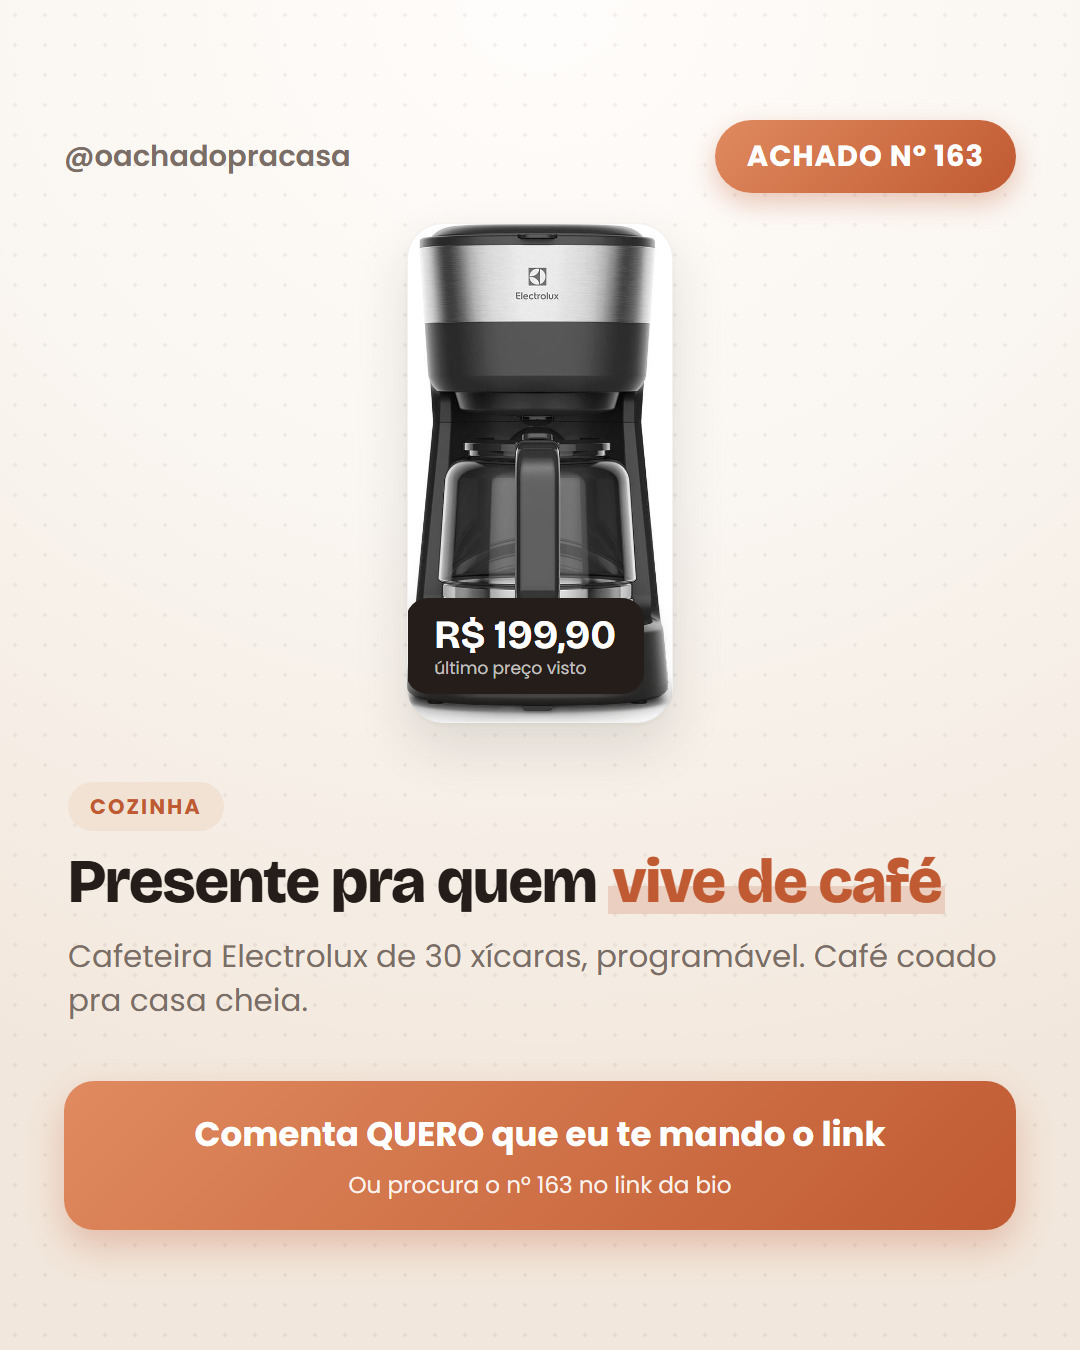 @oachadopracasa
ACHADO Nº 163
Electrolux
R$ 199,90
último preço visto
COZINHA
Presente pra quem vive de café
Cafeteira Electrolux de 30 xícaras, programável. Café coado
pra casa cheia.
Comenta QUERO que eu te mando o link
Ou procura o nº 163 no link da bio